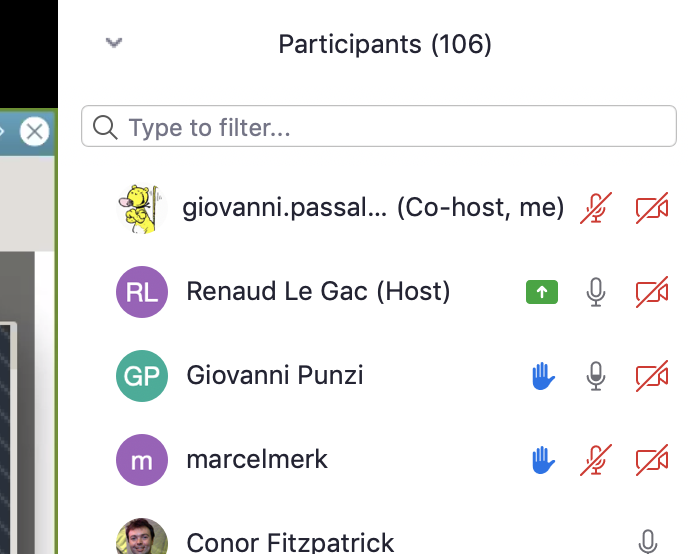 Participants (106)
Type to filter...
giovanni.passal... (Co-host, me)
RL Renaud Le Gac (Host)
GP Giovanni Punzi
m marcelmerk
Conor Fitzpatrick